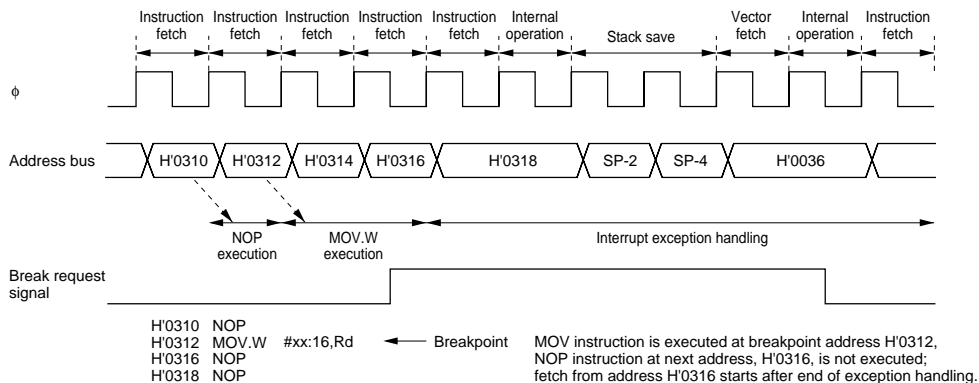 Instruction fetch Instruction fetch Instruction fetch Instruction fetch Instruction fetch Internal operation Stack save Vector fetch Internal operation Instruction fetch
φ
Address bus H'0310 H'0312 H'0314 H'0316 H'0318 SP-2 SP-4 H'0036
NOP execution MOV.W execution Interrupt exception handling
Break request signal
H'0310 NOP
H'0312 MOV.W #xx:16,Rd Breakpoint MOV instruction is executed at breakpoint address H'0312,
H'0316 NOP NOP instruction at next address, H'0316, is not executed;
H'0318 NOP fetch from address H'0316 starts after end of exception handling.